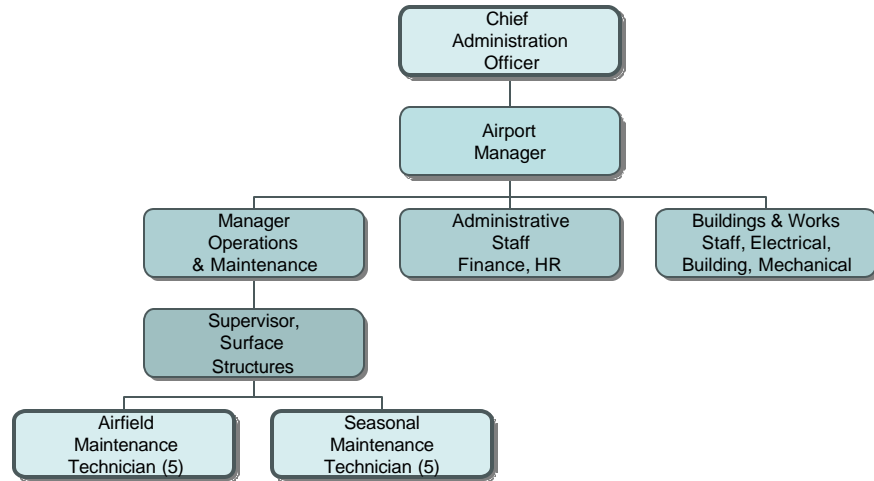 Chief
Administration
Officer
Airport
Manager
Manager
Operations
& Maintenance
Administrative
Staff
Finance, HR
Buildings & Works
Staff, Electrical,
Building, Mechanical
Supervisor,
Surface
Structures
Airfield
Maintenance
Technician (5)
Seasonal
Maintenance
Technician (5)